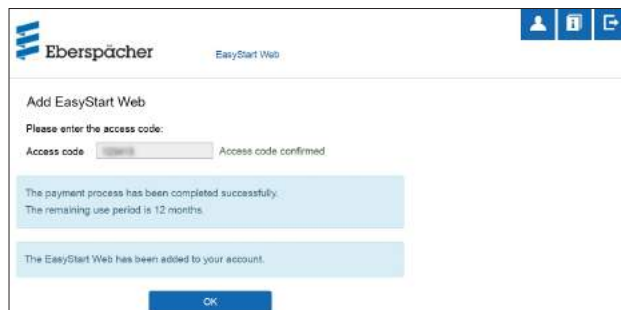 Eberspächer
EasyStart Web
Add EasyStart Web
Please enter the access code:
Access code Access code confirmed
The payment process has been completed successfully.
The remaining use period is 12 months.
The EasyStart Web has been added to your account.
OK